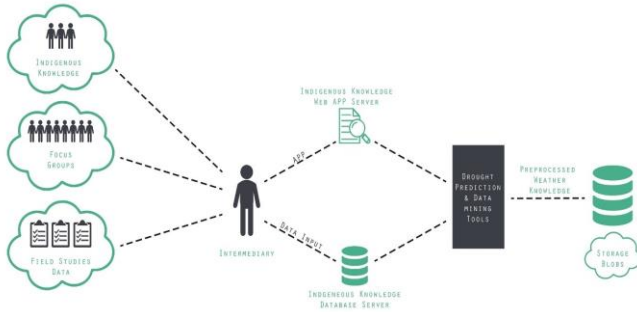 INDIGENOUS
KNOWLEDGE
FOCUS
GROUPS
FIELD STUDIES
DATA
INTERMEDIARY
APP
DATA INPUT
INDIGENOUS KNOWLEDGE
WEB APP SERVER
INDGENEOUS KNOWLEDGE
DATABASE SERVER
DROUGHT
PREDICTION
& DATA
MINING
TOOLS
PREPROCESSED
WEATHER
KNOWLEDGE
STORAGE
BLOBS